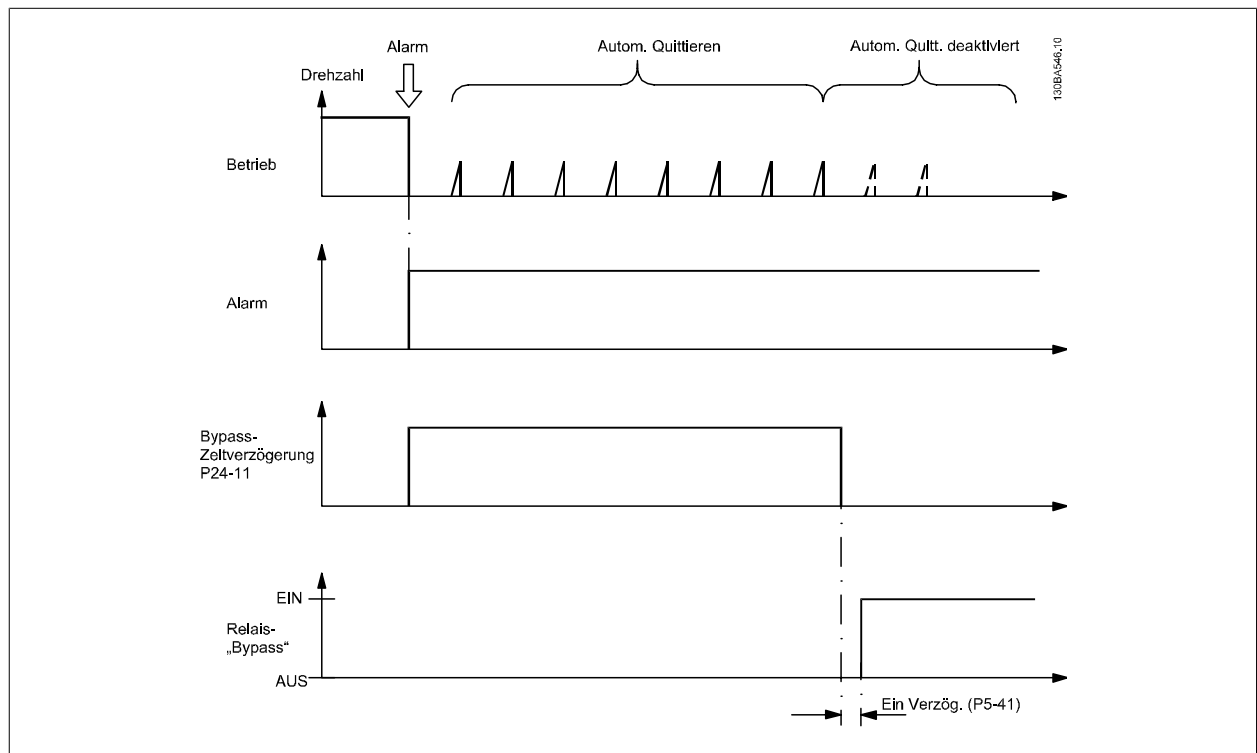 Alarm
Autom. Quittieren
Autom. Quitt. deaktiviert
130BA546.10
Drehzahl
Betrieb
Alarm
Bypass-
Zeitverzögerung
P24-11
EIN
Relais-
„Bypass“
AUS
Ein Verzög. (P5-41)